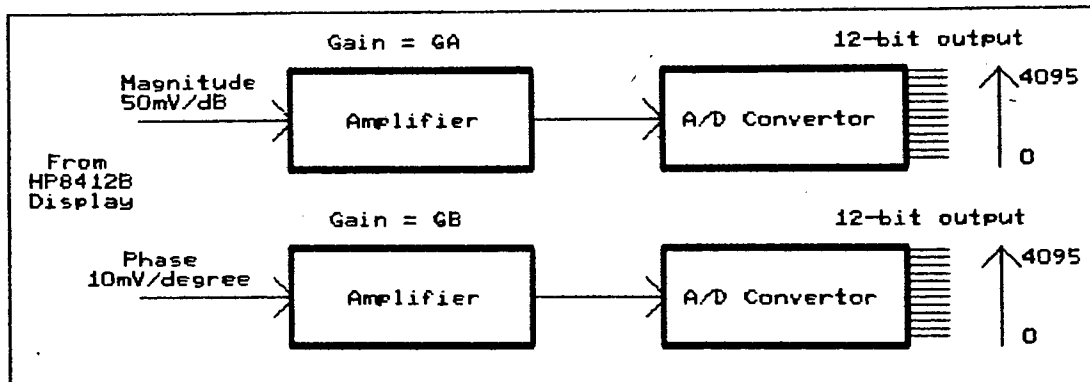 Gain = GA
12-bit output
Magnitude
50mV/dB
Amplifier
A/D Convertor
4095
0
From
HP8412B
Display
Gain = GB
12-bit output
Phase
10mV/degree
Amplifier
A/D Convertor
4095
0